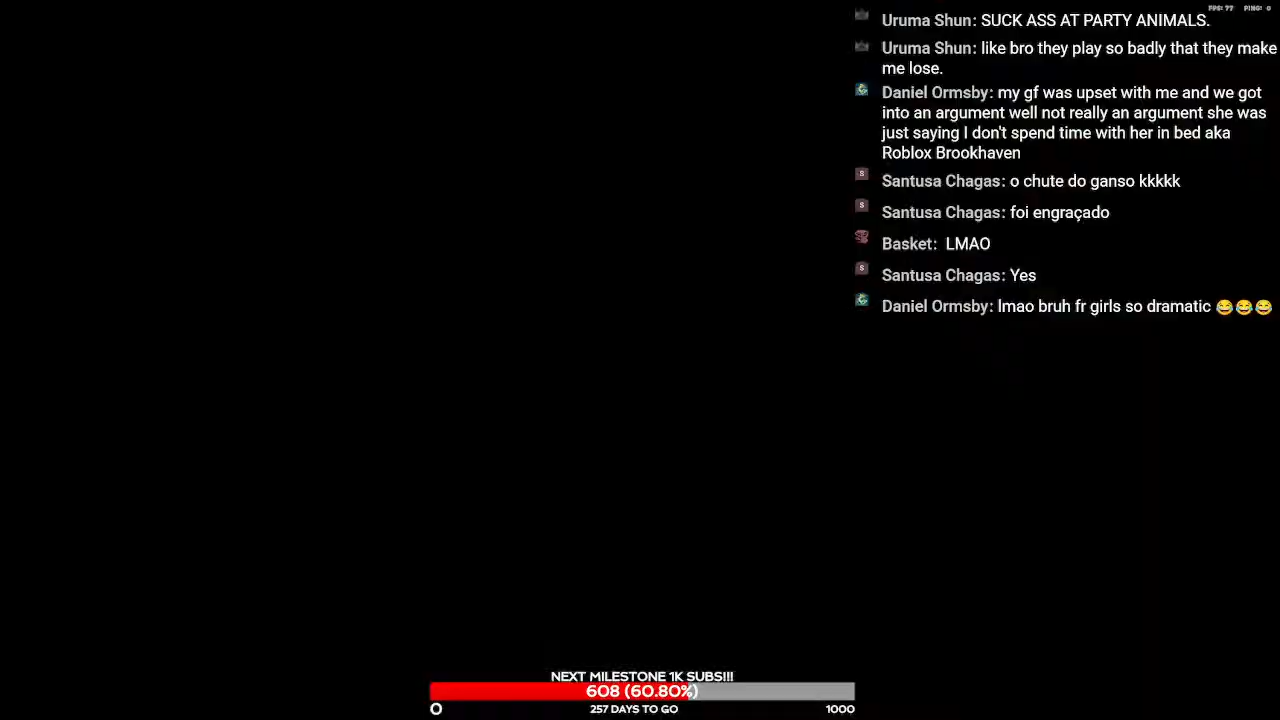 FPS: 77 PING: 0
Uruma Shun: SUCK ASS AT PARTY ANIMALS.
Uruma Shun: like bro they play so badly that they make
me lose.
Daniel Ormsby: my gf was upset with me and we got
into an argument well not really an argument she was
just saying I don't spend time with her in bed aka
Roblox Brookhaven
S
Santusa Chagas: o chute do ganso kkkkk
S
Santusa Chagas: foi engraçado
Basket: LMAO
S
Santusa Chagas: Yes
Daniel Ormsby: lmao bruh fr girls so dramatic 😂😂😂
NEXT MILESTONE 1K SUBS!!!
608 (60.80%)
0 257 DAYS TO GO 1000